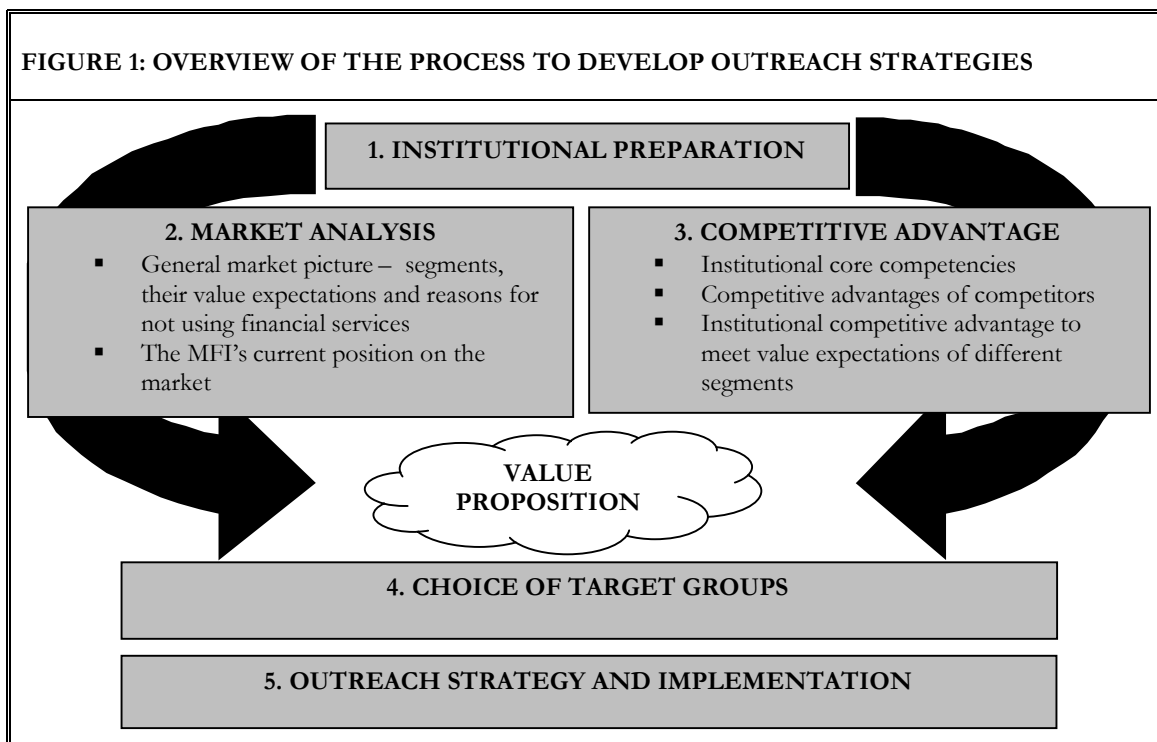 FIGURE 1: OVERVIEW OF THE PROCESS TO DEVELOP OUTREACH STRATEGIES
1. INSTITUTIONAL PREPARATION
2. MARKET ANALYSIS
▪ General market picture – segments,
their value expectations and reasons for
not using financial services
▪ The MFI's current position on the
market
3. COMPETITIVE ADVANTAGE
▪ Institutional core competencies
▪ Competitive advantages of competitors
▪ Institutional competitive advantage to
meet value expectations of different
segments
VALUE
PROPOSITION
4. CHOICE OF TARGET GROUPS
5. OUTREACH STRATEGY AND IMPLEMENTATION